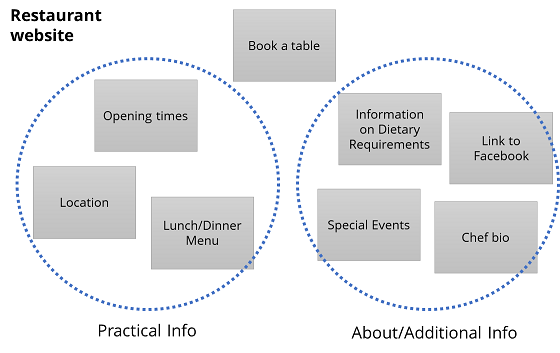 Restaurant
website
Book a table
Opening times
Location
Lunch/Dinner
Menu
Practical Info
Information
on Dietary
Requirements
Link to
Facebook
Special Events
Chef bio
About/Additional Info